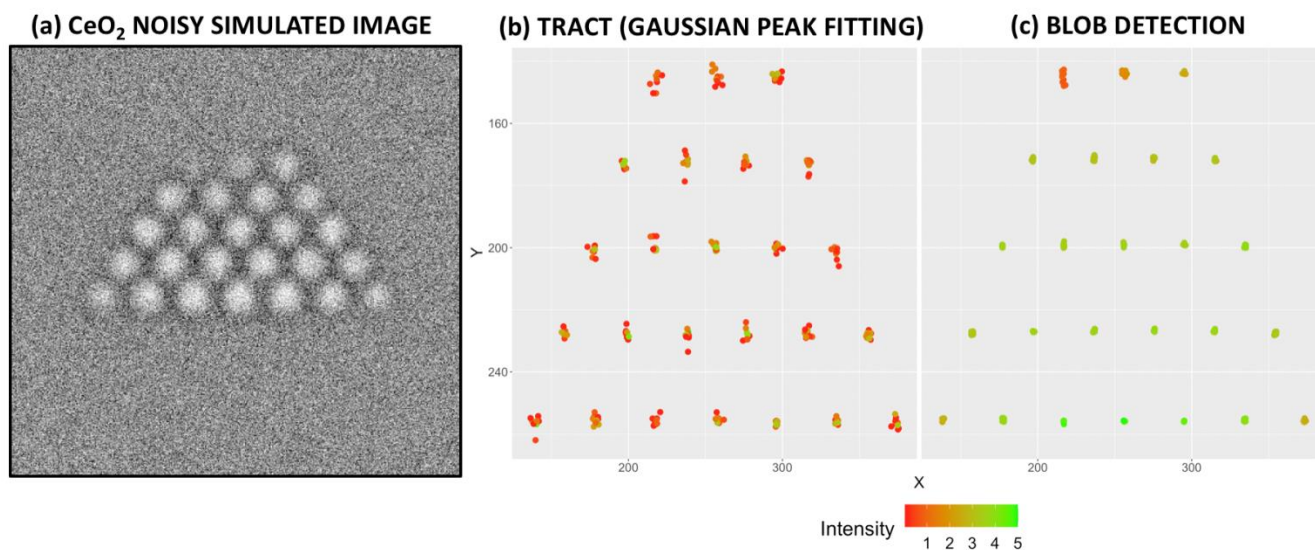 (a) CeO₂ NOISY SIMULATED IMAGE
(b) TRACT (GAUSSIAN PEAK FITTING)
(c) BLOB DETECTION
160
200
240
Y
200 300 200 300
X
Intensity
1 2 3 4 5